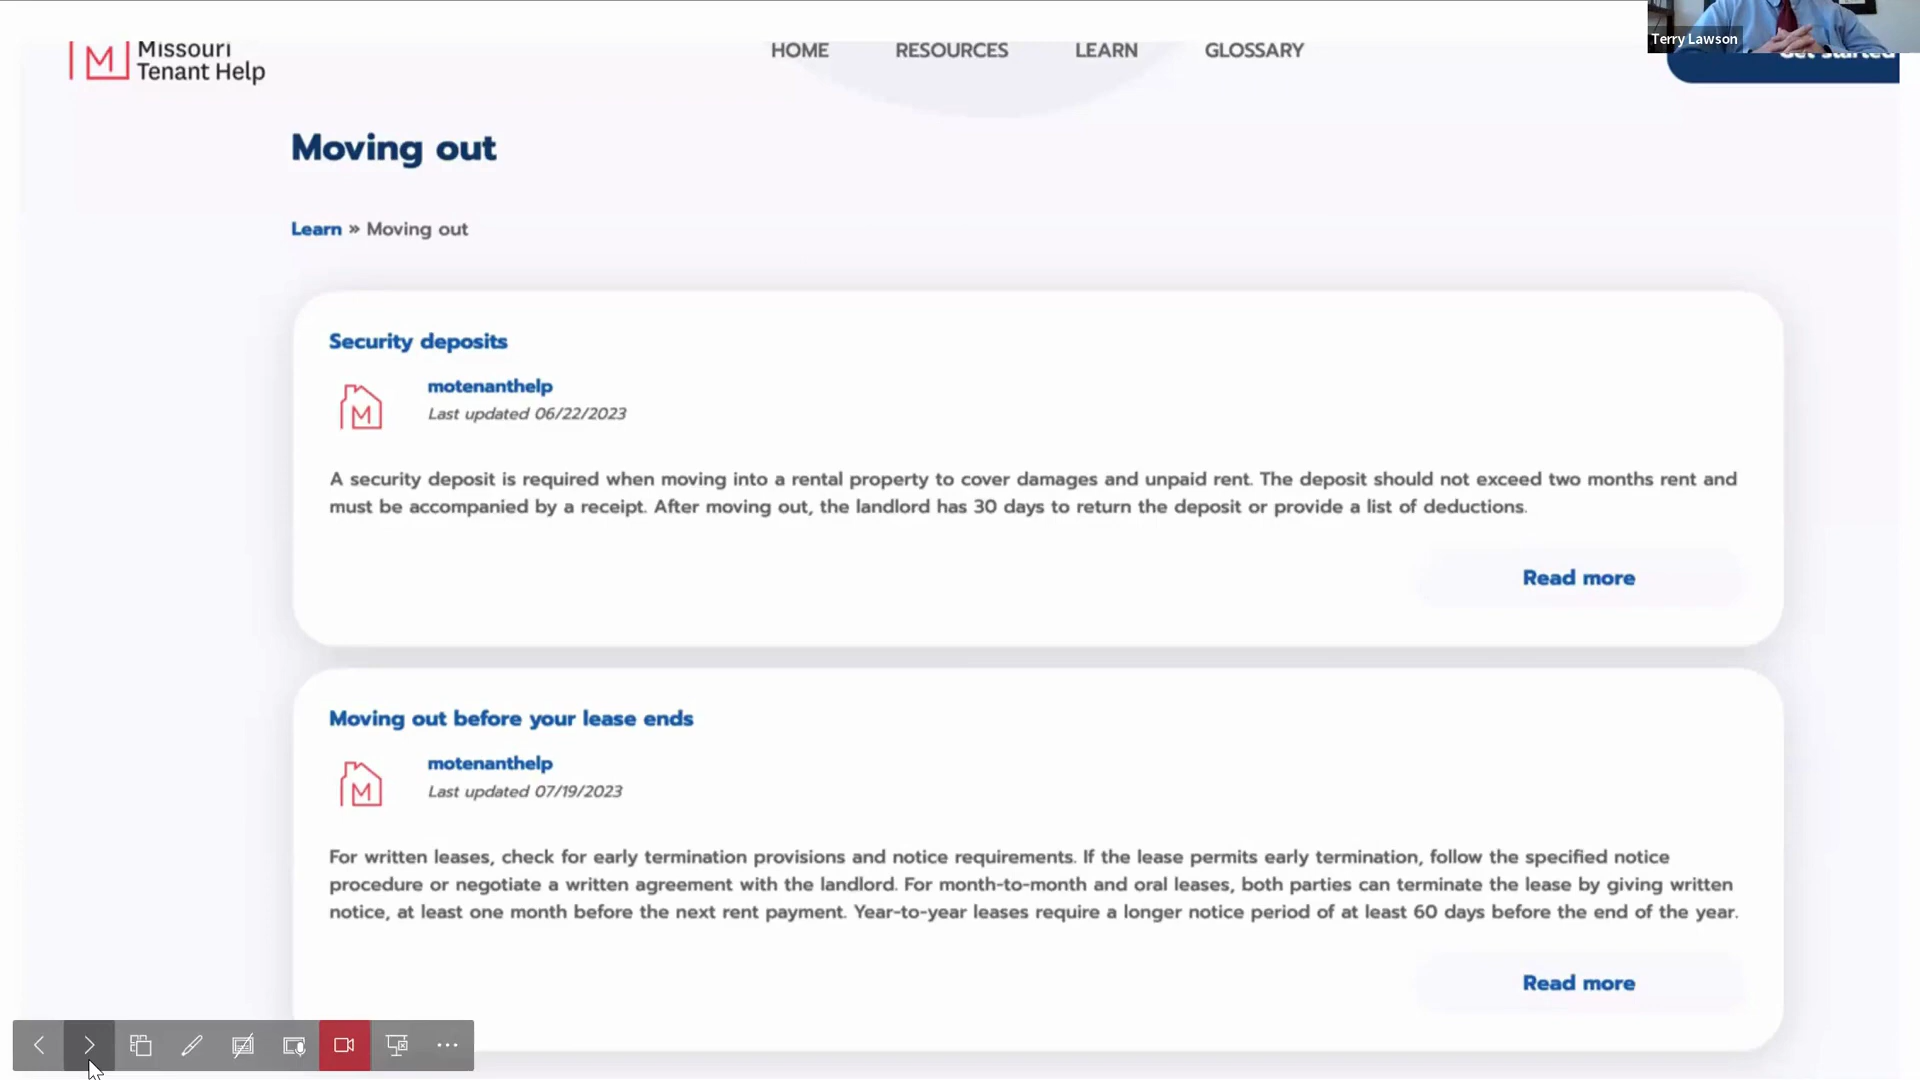 Missouri
Tenant Help
HOME RESOURCES LEARN GLOSSARY
Terry Lawson
Get started
Moving out
Learn » Moving out
Security deposits
motenanthelp
Last updated 06/22/2023
A security deposit is required when moving into a rental property to cover damages and unpaid rent. The deposit should not exceed two months rent and
must be accompanied by a receipt. After moving out, the landlord has 30 days to return the deposit or provide a list of deductions.
Read more
Moving out before your lease ends
motenanthelp
Last updated 07/19/2023
For written leases, check for early termination provisions and notice requirements. If the lease permits early termination, follow the specified notice
procedure or negotiate a written agreement with the landlord. For month-to-month and oral leases, both parties can terminate the lease by giving written
notice, at least one month before the next rent payment. Year-to-year leases require a longer notice period of at least 60 days before the end of the year.
Read more